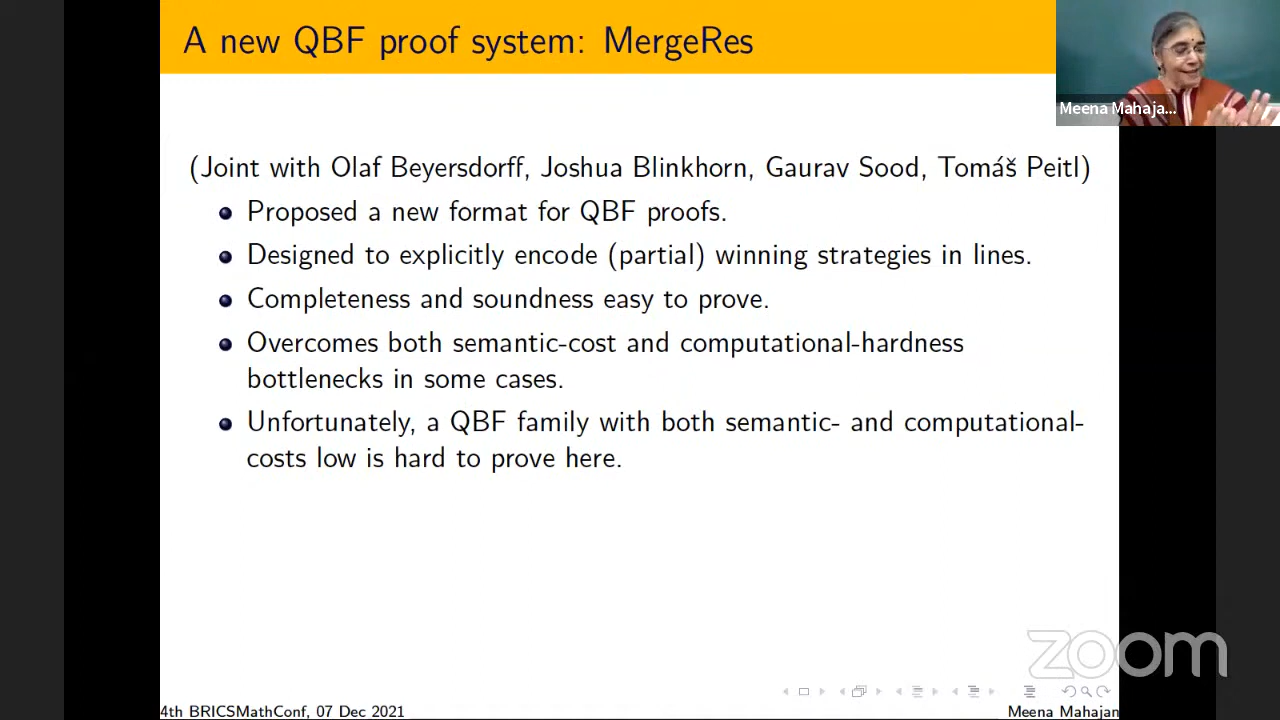 A new QBF proof system: MergeRes
Meena Mahaja...
(Joint with Olaf Beyersdorff, Joshua Blinkhorn, Gaurav Sood, Tomáš Peitl)
Proposed a new format for QBF proofs.
Designed to explicitly encode (partial) winning strategies in lines.
Completeness and soundness easy to prove.
Overcomes both semantic-cost and computational-hardness
bottlenecks in some cases.
Unfortunately, a QBF family with both semantic- and computational-
costs low is hard to prove here.
zoom
4th BRICSMathConf, 07 Dec 2021
Meena Mahajan